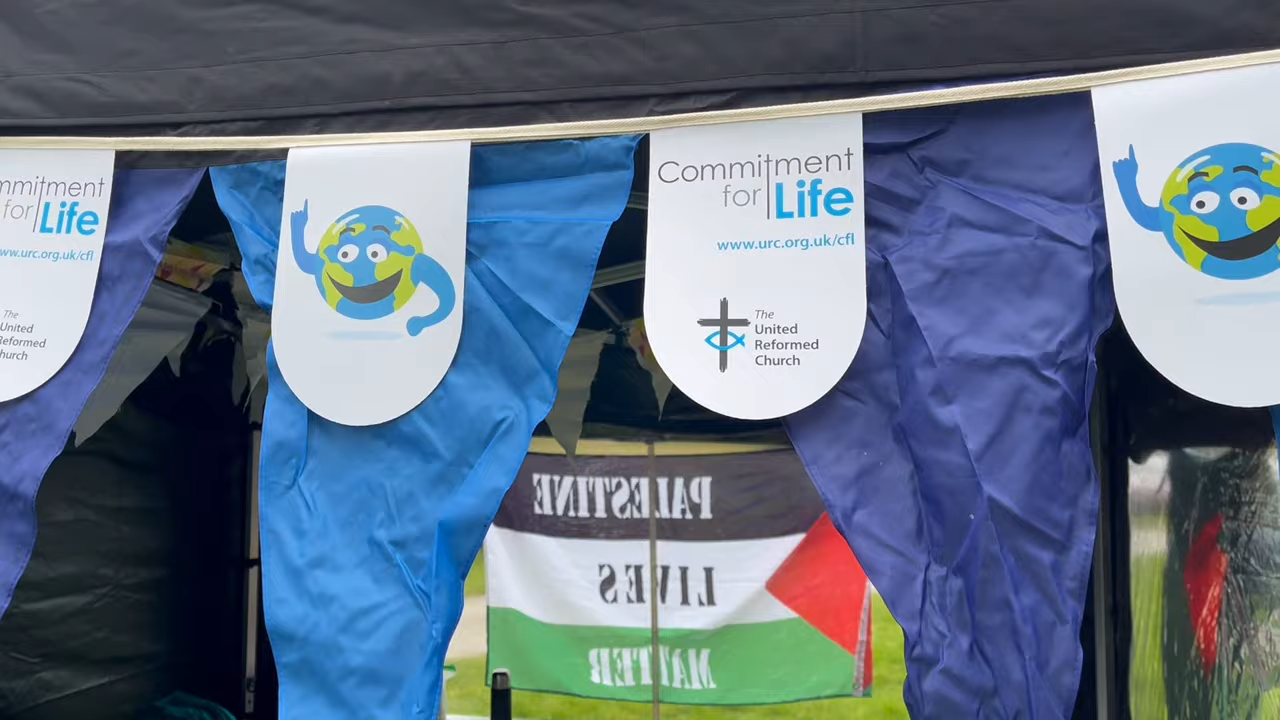 mmitment
for Life
www.urc.org.uk/cfl
The
United
Reformed
Church
Commitment
for Life
www.urc.org.uk/cfl
The
United
Reformed
Church
PALESTINE
LIVES
MATTER